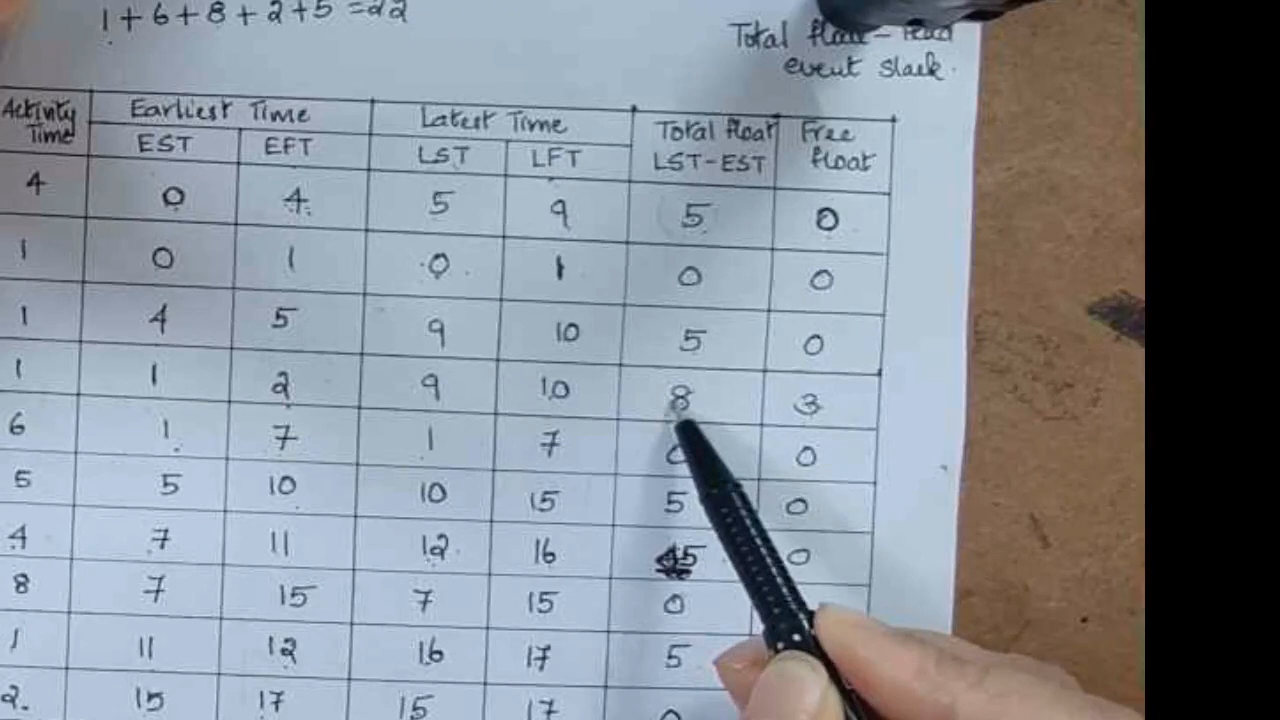 1 + 6 + 8 + 2 + 5 = 22
Total float – Head
event slack.
Activity Time Earliest Time Latest Time Total float LST-EST Free float
EST EFT LST LFT
4 0 4 5 9 5 0
1 0 1 0 1 0 0
1 4 5 9 10 5 0
1 1 2 9 10 8 3
6 1 7 1 7 0 0
5 5 10 10 15 5 0
4 7 11 12 16 5 0
8 7 15 7 15 0
1 11 12 16 17 5
2. 15 17 15 17 0